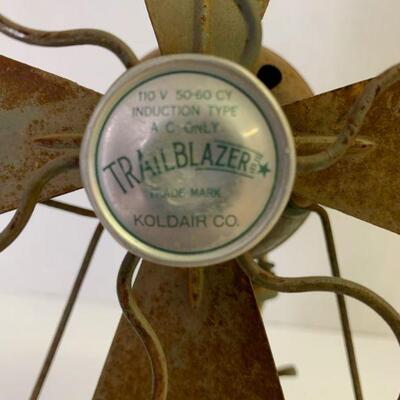 110 V 50-60 CY
INDUCTION TYPE
A.C. ONLY
TRAILBLAZER
TRADE MARK
KOLDAIR CO.